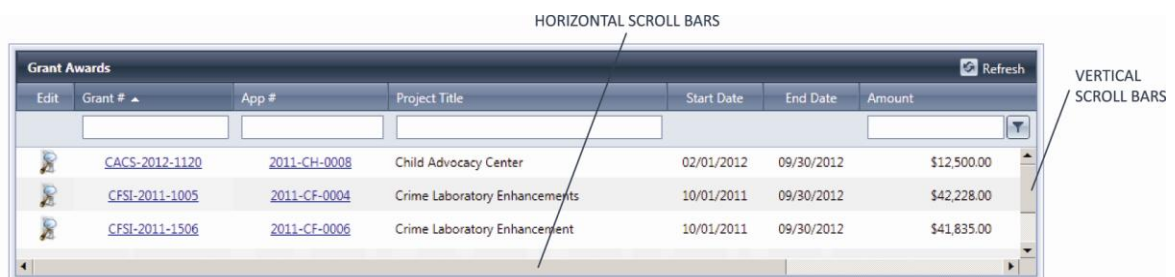 HORIZONTAL SCROLL BARS
Grant Awards Refresh
VERTICAL
SCROLL BARS
Edit Grant # App # Project Title Start Date End Date Amount
CACS-2012-1120 2011-CH-0008 Child Advocacy Center 02/01/2012 09/30/2012 $12,500.00
CFSI-2011-1005 2011-CF-0004 Crime Laboratory Enhancements 10/01/2011 09/30/2012 $42,228.00
CFSI-2011-1506 2011-CF-0006 Crime Laboratory Enhancement 10/01/2011 09/30/2012 $41,835.00